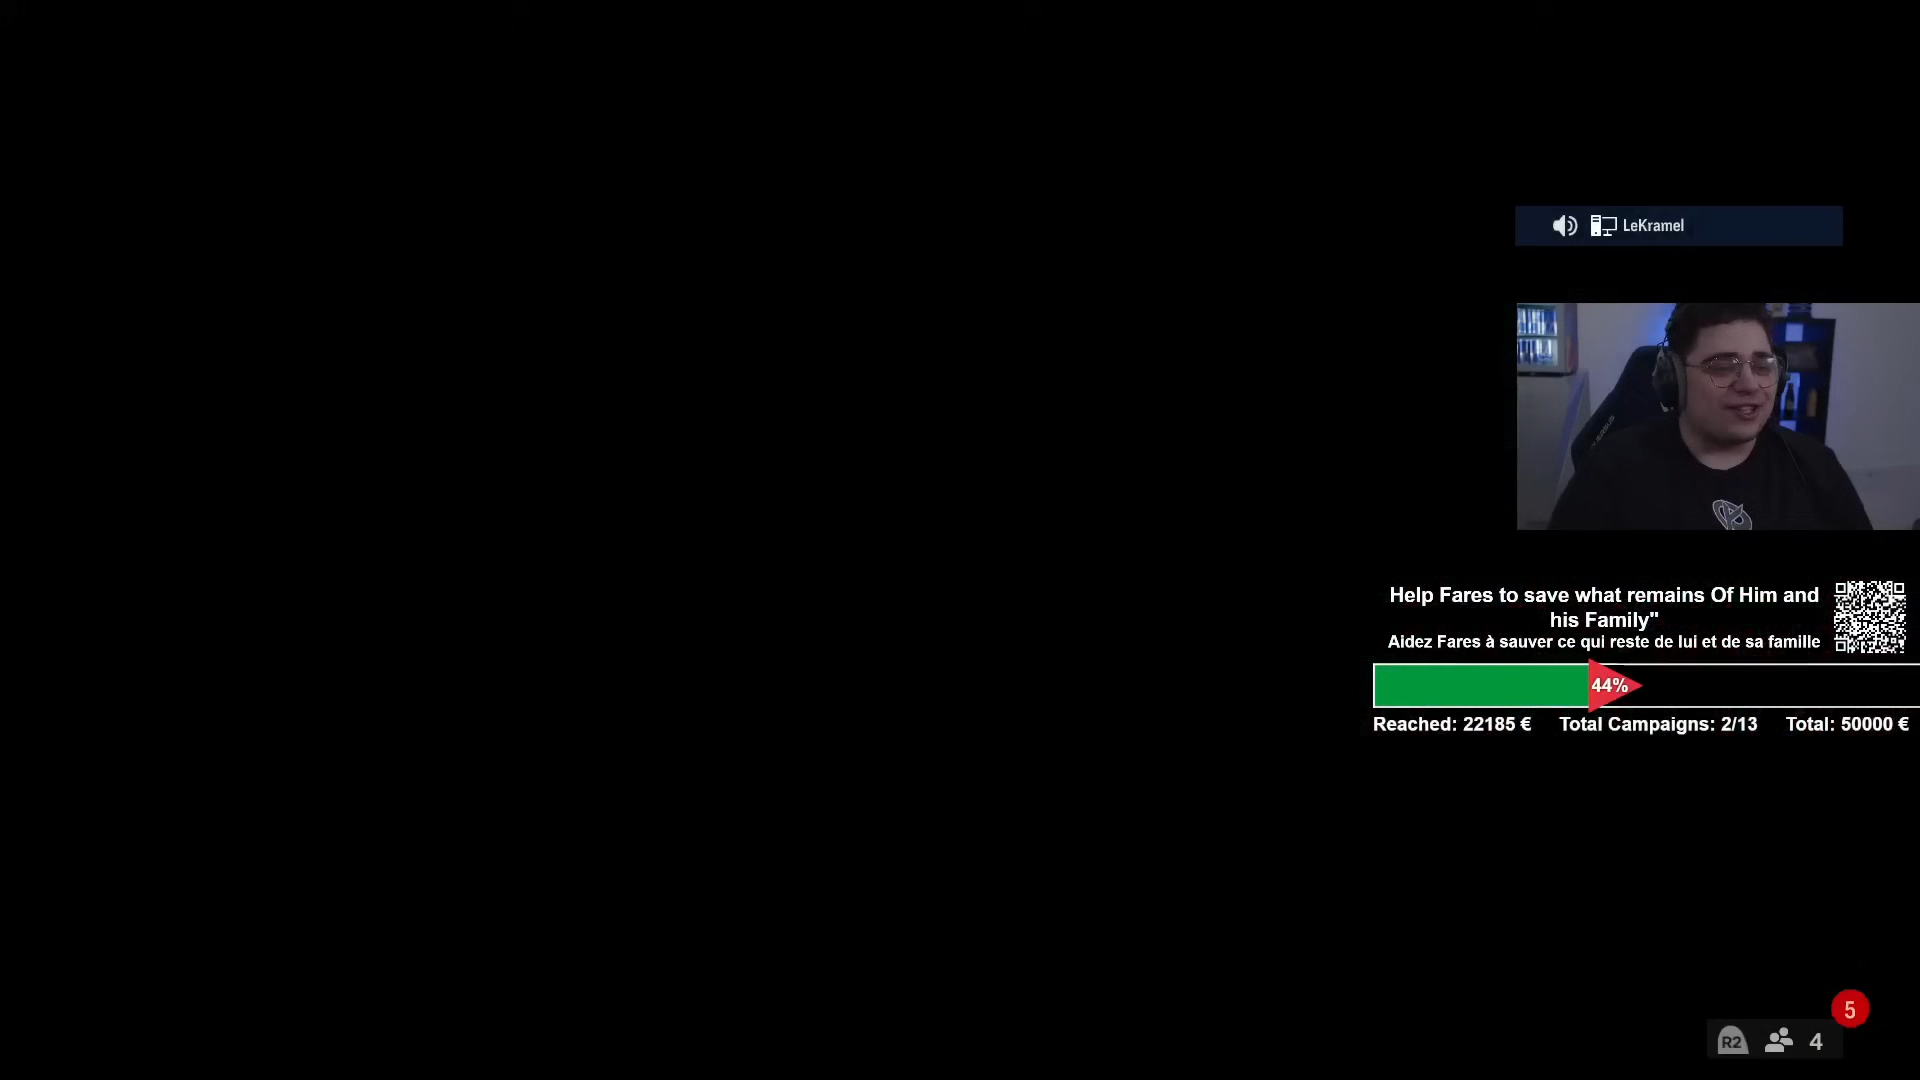 LeKramel
Help Fares to save what remains Of Him and
his Family"
Aidez Fares à sauver ce qui reste de lui et de sa famille
44%
Reached: 22185 € Total Campaigns: 2/13 Total: 50000 €
5
R2 4